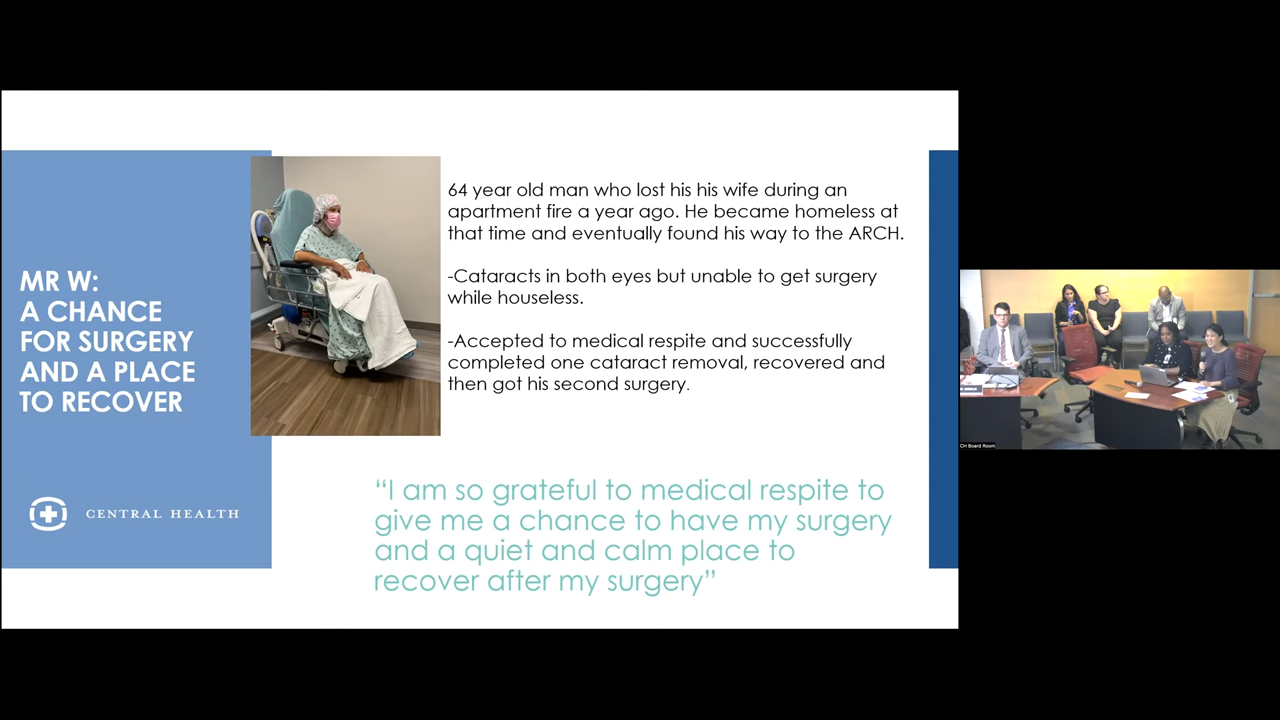 MR W:
A CHANCE
FOR SURGERY
AND A PLACE
TO RECOVER
CENTRAL HEALTH
64 year old man who lost his his wife during an
apartment fire a year ago. He became homeless at
that time and eventually found his way to the ARCH.
-Cataracts in both eyes but unable to get surgery
while houseless.
-Accepted to medical respite and successfully
completed one cataract removal, recovered and
then got his second surgery.
“I am so grateful to medical respite to
give me a chance to have my surgery
and a quiet and calm place to
recover after my surgery”
CH Board Room